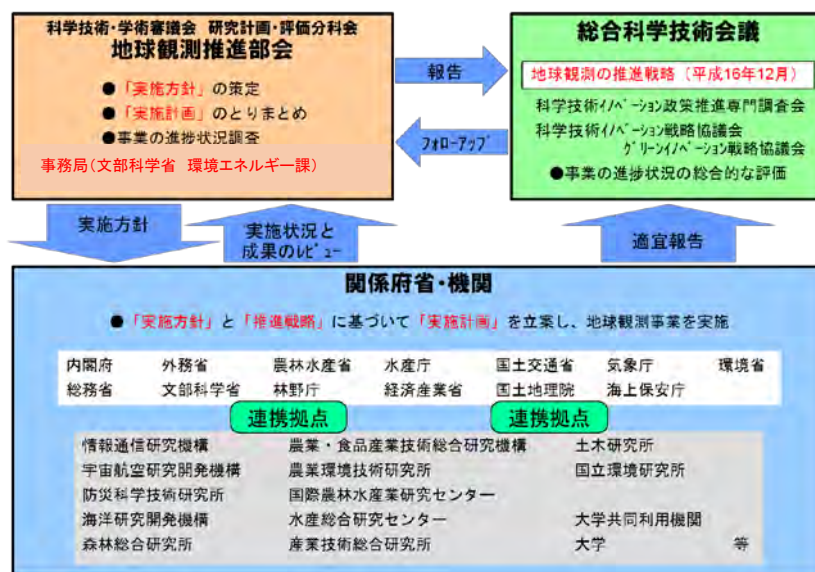 科学技術・学術審議会 研究計画・評価分科会
地球観測推進部会
●「実施方針」の策定
●「実施計画」のとりまとめ
●事業の進捗状況調査
事務局(文部科学省 環境エネルギー課)
報告
フォローアップ
総合科学技術会議
地球観測の推進戦略(平成16年12月)
科学技術イノベーション政策推進専門調査会
科学技術イノベーション戦略協議会
グリーンイノベーション戦略協議会
●事業の進捗状況の総合的な評価
実施方針
実施状況と
成果のレビュー
適宜報告
関係府省・機関
●「実施方針」と「推進戦略」に基づいて「実施計画」を立案し、地球観測事業を実施
内閣府 外務省 農林水産省 水産庁 国土交通省 気象庁 環境省
総務省 文部科学省 林野庁 経済産業省 国土地理院 海上保安庁
連携拠点 連携拠点
情報通信研究機構 農業・食品産業技術総合研究機構 土木研究所
宇宙航空研究開発機構 農業環境技術研究所 国立環境研究所
防災科学技術研究所 国際農林水産業研究センター
海洋研究開発機構 水産総合研究センター 大学共同利用機関
森林総合研究所 産業技術総合研究所 大学 等